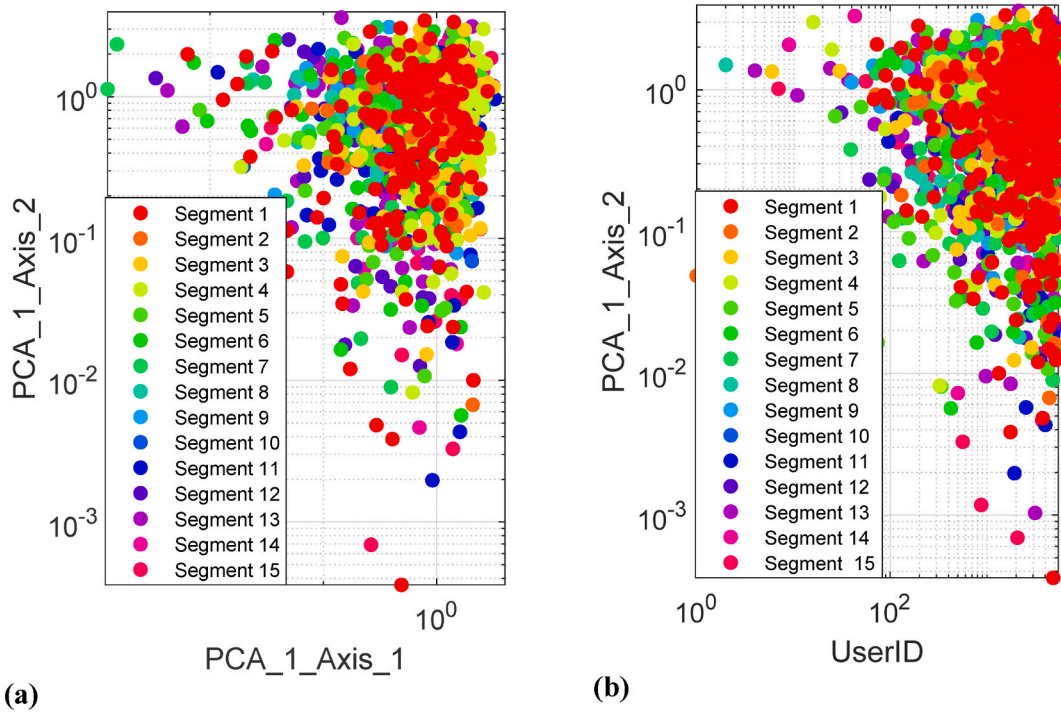 10^0
10^-1
10^-2
10^-3
PCA_1_Axis_2
Segment 1
Segment 2
Segment 3
Segment 4
Segment 5
Segment 6
Segment 7
Segment 8
Segment 9
Segment 10
Segment 11
Segment 12
Segment 13
Segment 14
Segment 15
10^0
PCA_1_Axis_1
(a)
10^0
10^-1
10^-2
10^-3
PCA_1_Axis_2
Segment 1
Segment 2
Segment 3
Segment 4
Segment 5
Segment 6
Segment 7
Segment 8
Segment 9
Segment 10
Segment 11
Segment 12
Segment 13
Segment 14
Segment 15
10^0 10^2
UserID
(b)